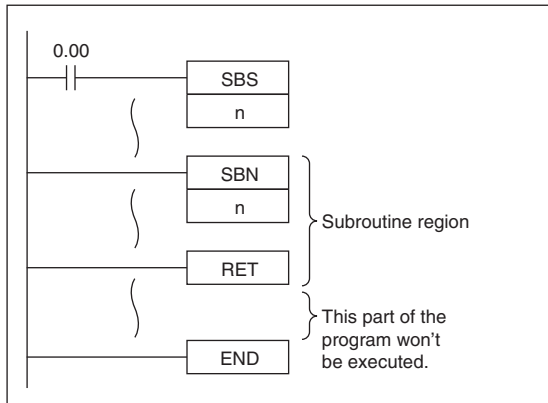 0.00
SBS
n
SBN
n
Subroutine region
RET
This part of the
program won't
be executed.
END